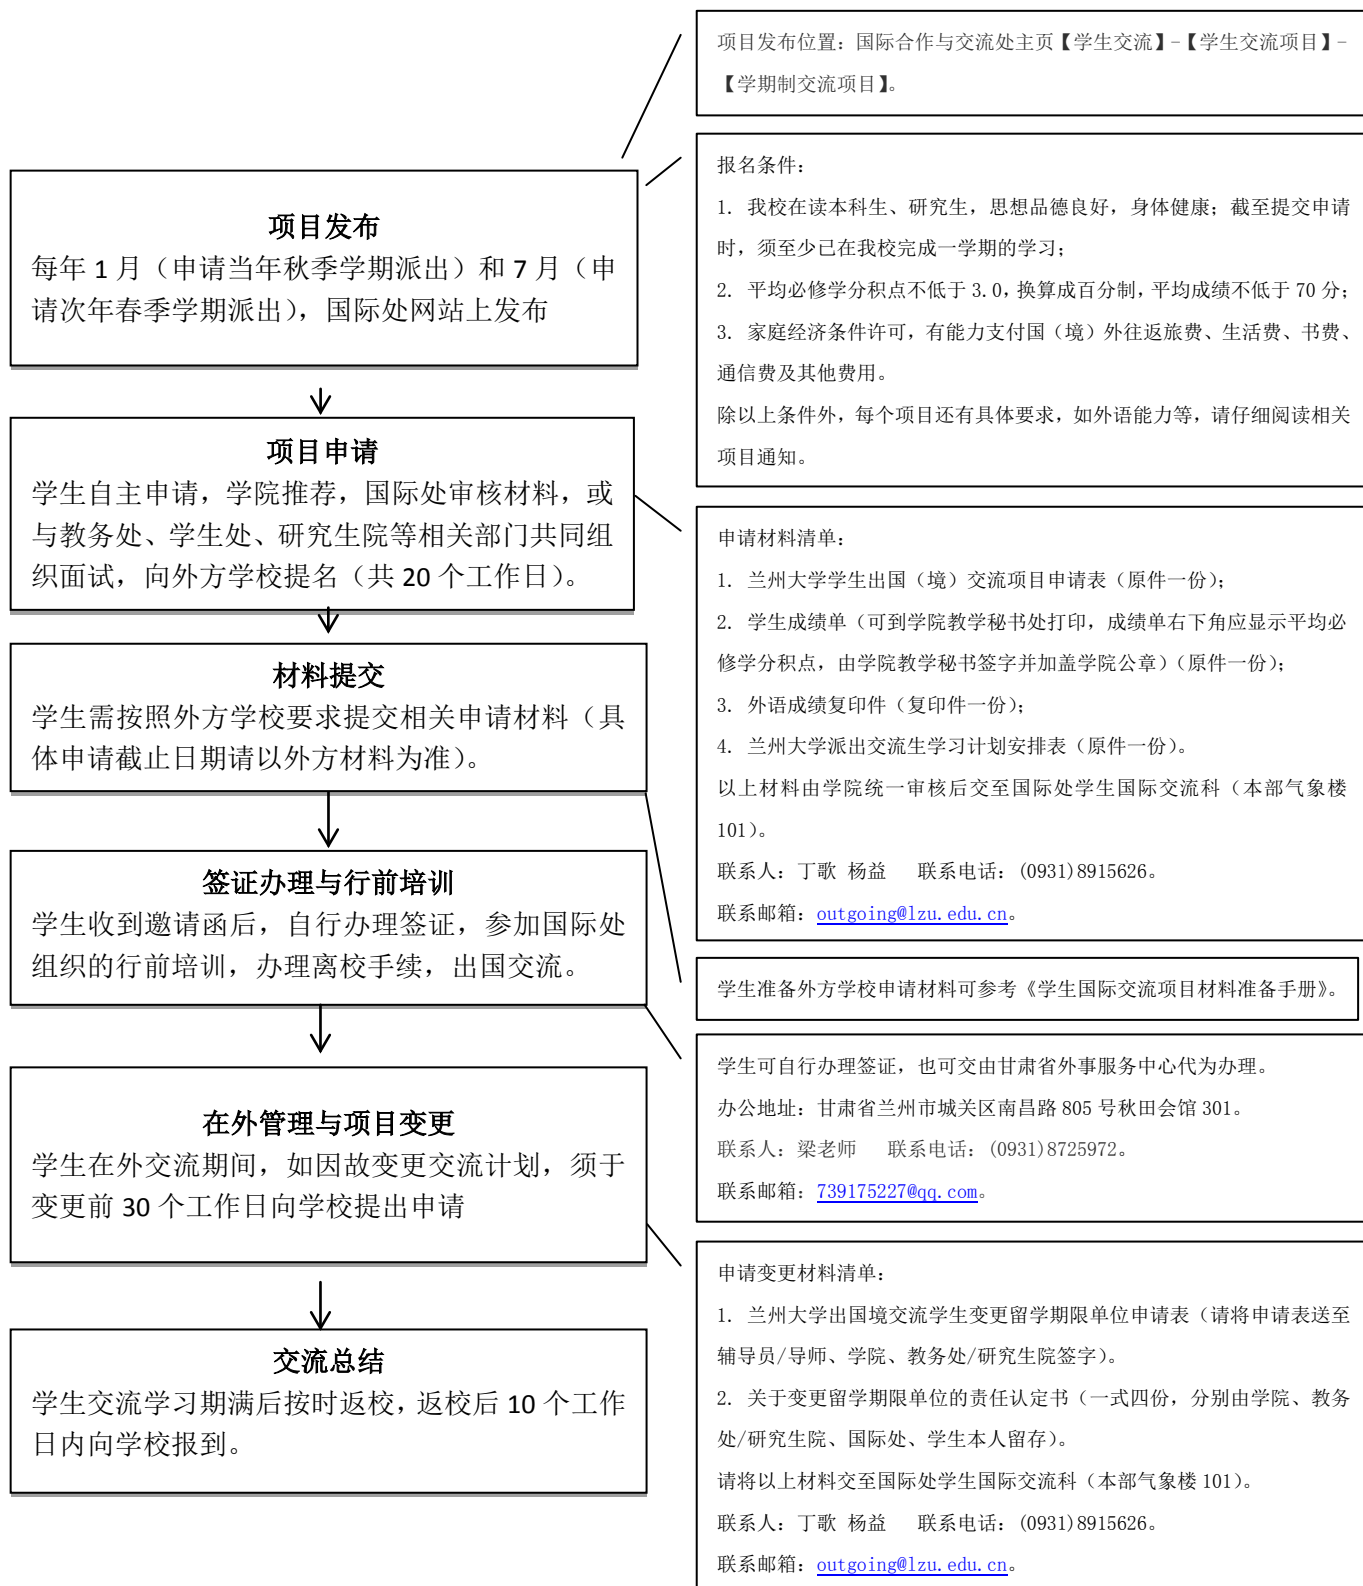 项目发布位置：国际合作与交流处主页【学生交流】-【学生交流项目】-
【学期制交流项目】。
报名条件：
1. 我校在读本科生、研究生，思想品德良好，身体健康；截至提交申请
时，须至少已在我校完成一学期的学习；
2. 平均必修学分积点不低于 3.0，换算成百分制，平均成绩不低于 70 分；
3. 家庭经济条件许可，有能力支付国（境）外往返旅费、生活费、书费、
通信费及其他费用。
除以上条件外，每个项目还有具体要求，如外语能力等，请仔细阅读相关
项目通知。
项目发布
每年 1 月（申请当年秋季学期派出）和 7 月（申
请次年春季学期派出），国际处网站上发布
项目申请
学生自主申请，学院推荐，国际处审核材料，或
与教务处、学生处、研究生院等相关部门共同组
织面试，向外方学校提名（共 20 个工作日）。
申请材料清单：
1. 兰州大学学生出国（境）交流项目申请表（原件一份）；
2. 学生成绩单（可到学院教学秘书处打印，成绩单右下角应显示平均必
修学分积点，由学院教学秘书签字并加盖学院公章）（原件一份）；
3. 外语成绩复印件（复印件一份）；
4. 兰州大学派出交流生学习计划安排表（原件一份）。
以上材料由学院统一审核后交至国际处学生国际交流科（本部气象楼
101）。
联系人：丁歌 杨益 联系电话：(0931)8915626。
联系邮箱：outgoing@lzu.edu.cn。
材料提交
学生需按照外方学校要求提交相关申请材料（具
体申请截止日期请以外方材料为准）。
学生准备外方学校申请材料可参考《学生国际交流项目材料准备手册》。
签证办理与行前培训
学生收到邀请函后，自行办理签证，参加国际处
组织的行前培训，办理离校手续，出国交流。
学生可自行办理签证，也可交由甘肃省外事服务中心代为办理。
办公地址：甘肃省兰州市城关区南昌路 805 号秋田会馆 301。
联系人：梁老师 联系电话：(0931)8725972。
联系邮箱：739175227@qq.com。
在外管理与项目变更
学生在外交流期间，如因故变更交流计划，须于
变更前 30 个工作日向学校提出申请
申请变更材料清单：
1. 兰州大学出国境交流学生变更留学期限单位申请表（请将申请表送至
辅导员/导师、学院、教务处/研究生院签字）。
2. 关于变更留学期限单位的责任认定书（一式四份，分别由学院、教务
处/研究生院、国际处、学生本人留存）。
请将以上材料交至国际处学生国际交流科（本部气象楼 101）。
联系人：丁歌 杨益 联系电话：(0931)8915626。
联系邮箱：outgoing@lzu.edu.cn。
交流总结
学生交流学习期满后按时返校，返校后 10 个工作
日内向学校报到。